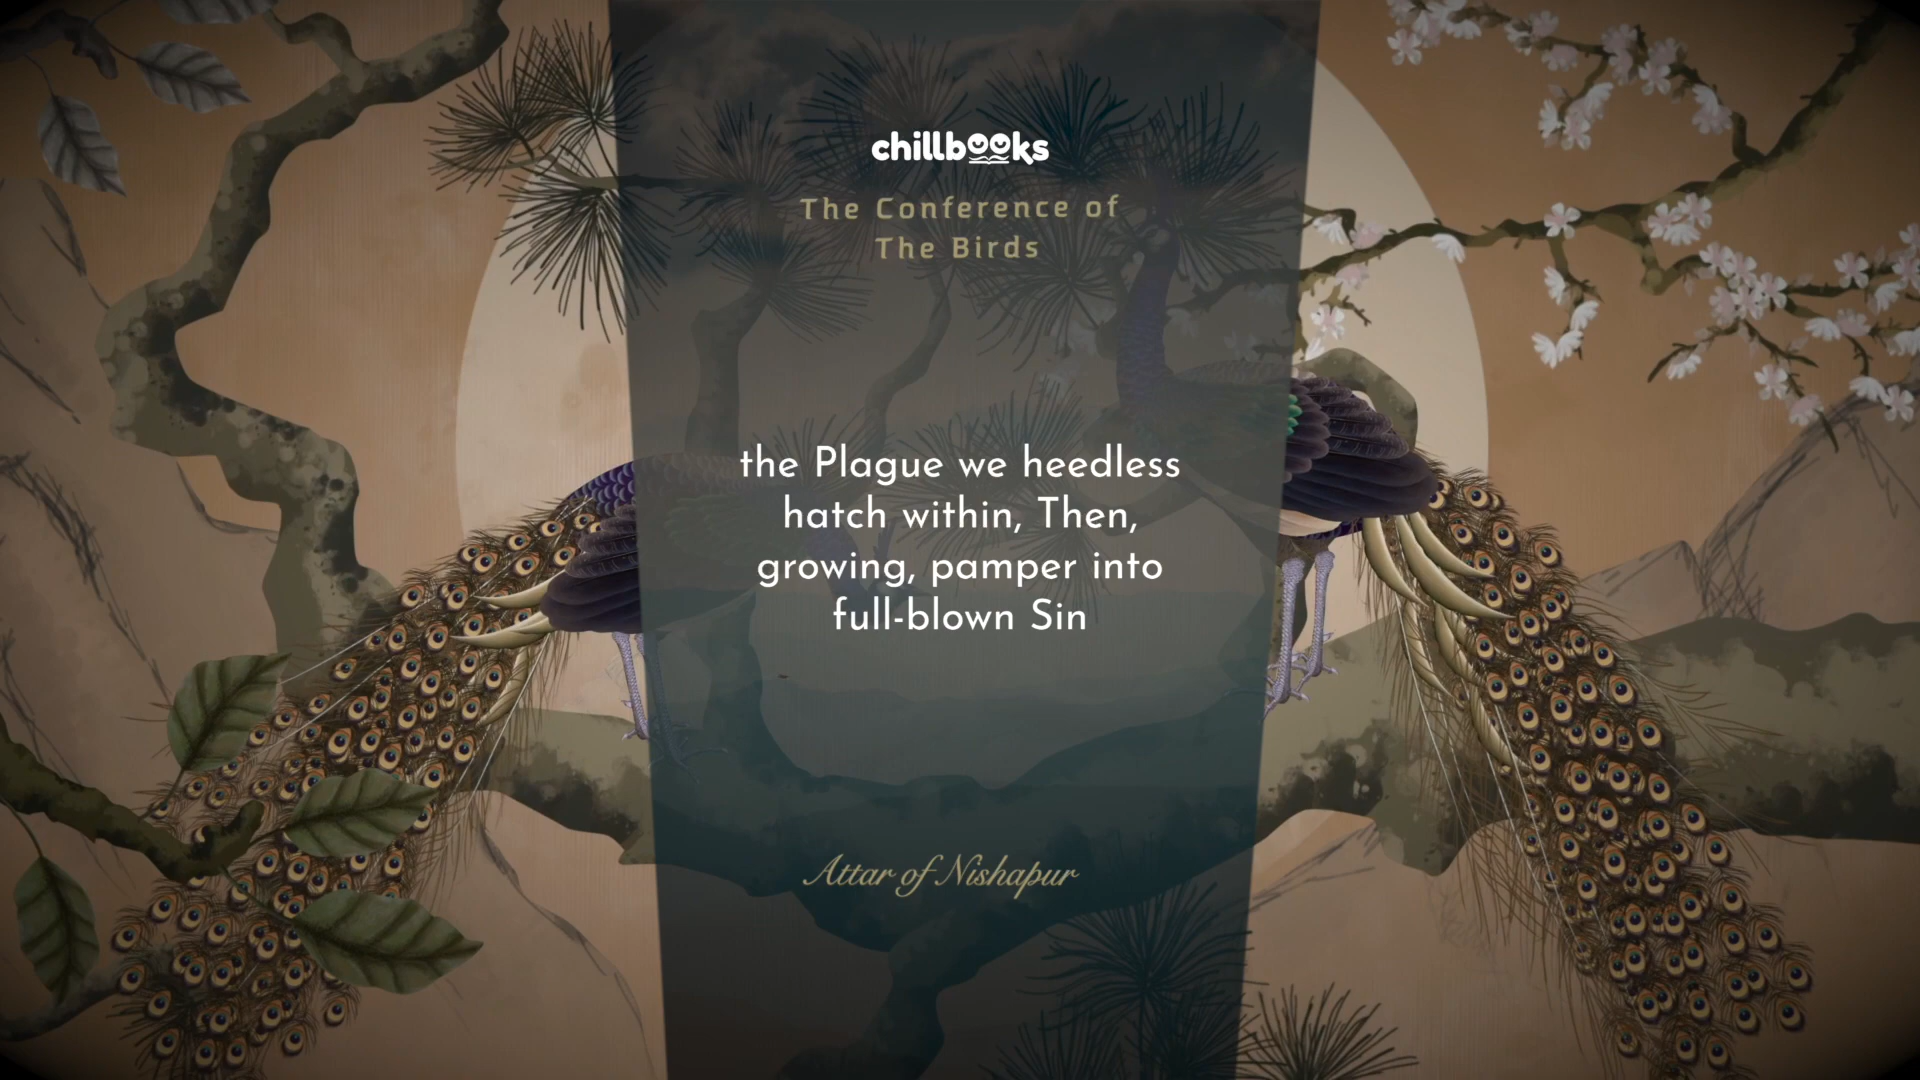 chillbooks
The Conference of
The Birds
the Plague we heedless
hatch within, Then,
growing, pamper into
full-blown Sin
Attar of Nishapur